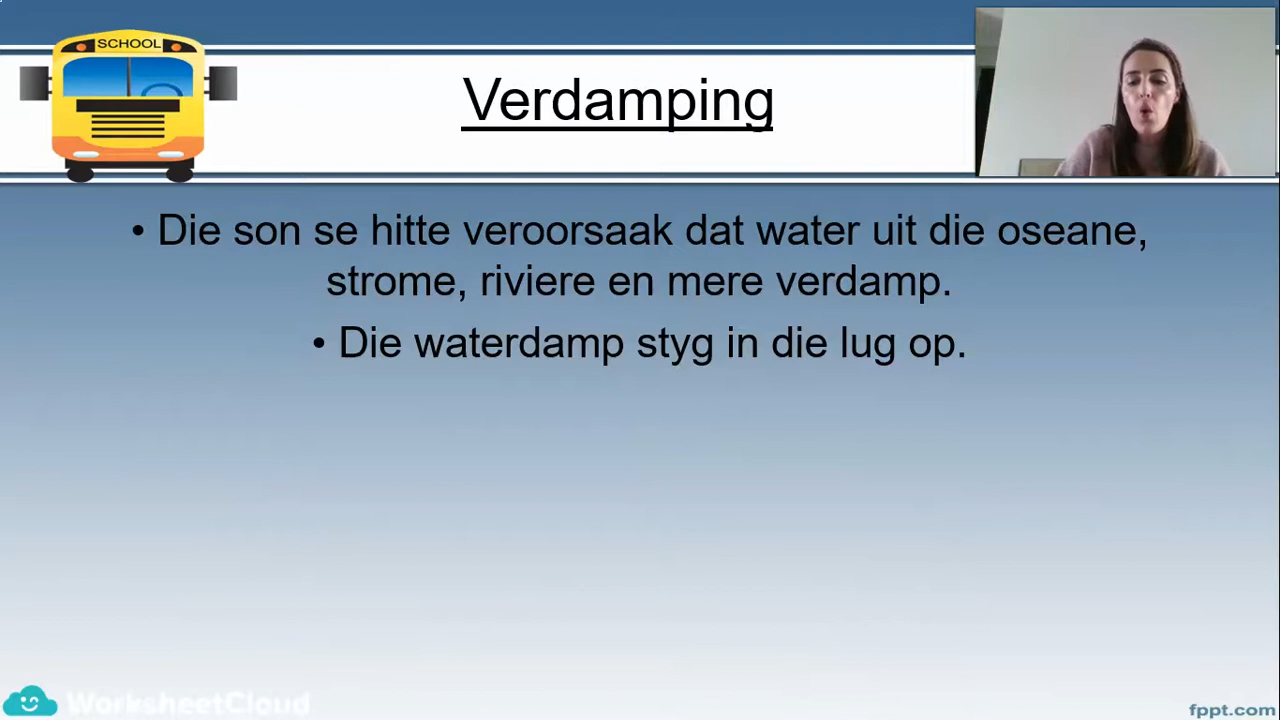 SCHOOL
Verdamping
• Die son se hitte veroorsaak dat water uit die oseane,
strome, riviere en mere verdamp.
• Die waterdamp styg in die lug op.
WorksheetCloud
fppt.com